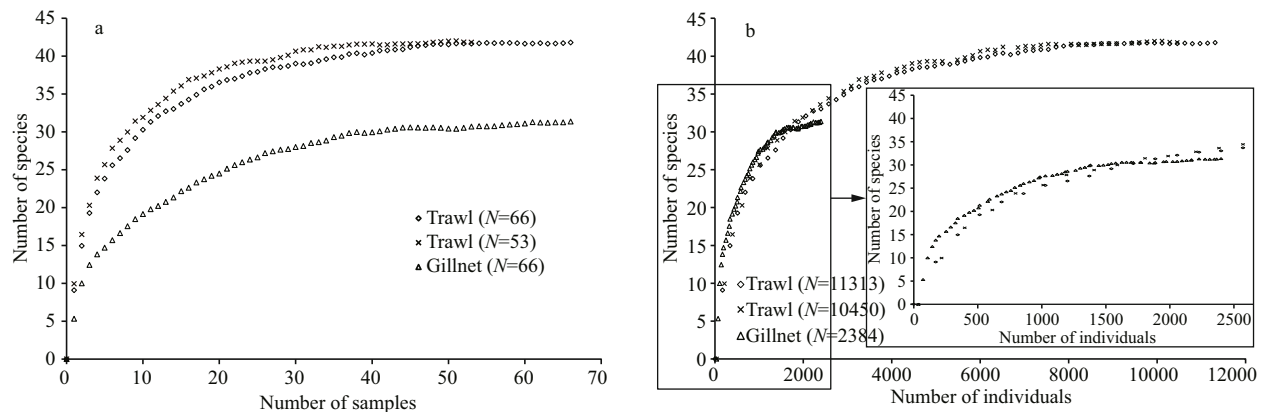 a
45
40
35
30
25
20
15
10
5
0
Number of species
Trawl (N=66)
Trawl (N=53)
Gillnet (N=66)
0 10 20 30 40 50 60 70
Number of samples
b
45
40
35
30
25
20
15
10
5
0
Number of species
Trawl (N=11313)
Trawl (N=10450)
Gillnet (N=2384)
0 2000 4000 6000 8000 10000 12000
Number of individuals
45
40
35
30
25
20
15
10
5
0
Number of species
0 500 1000 1500 2000 2500
Number of individuals